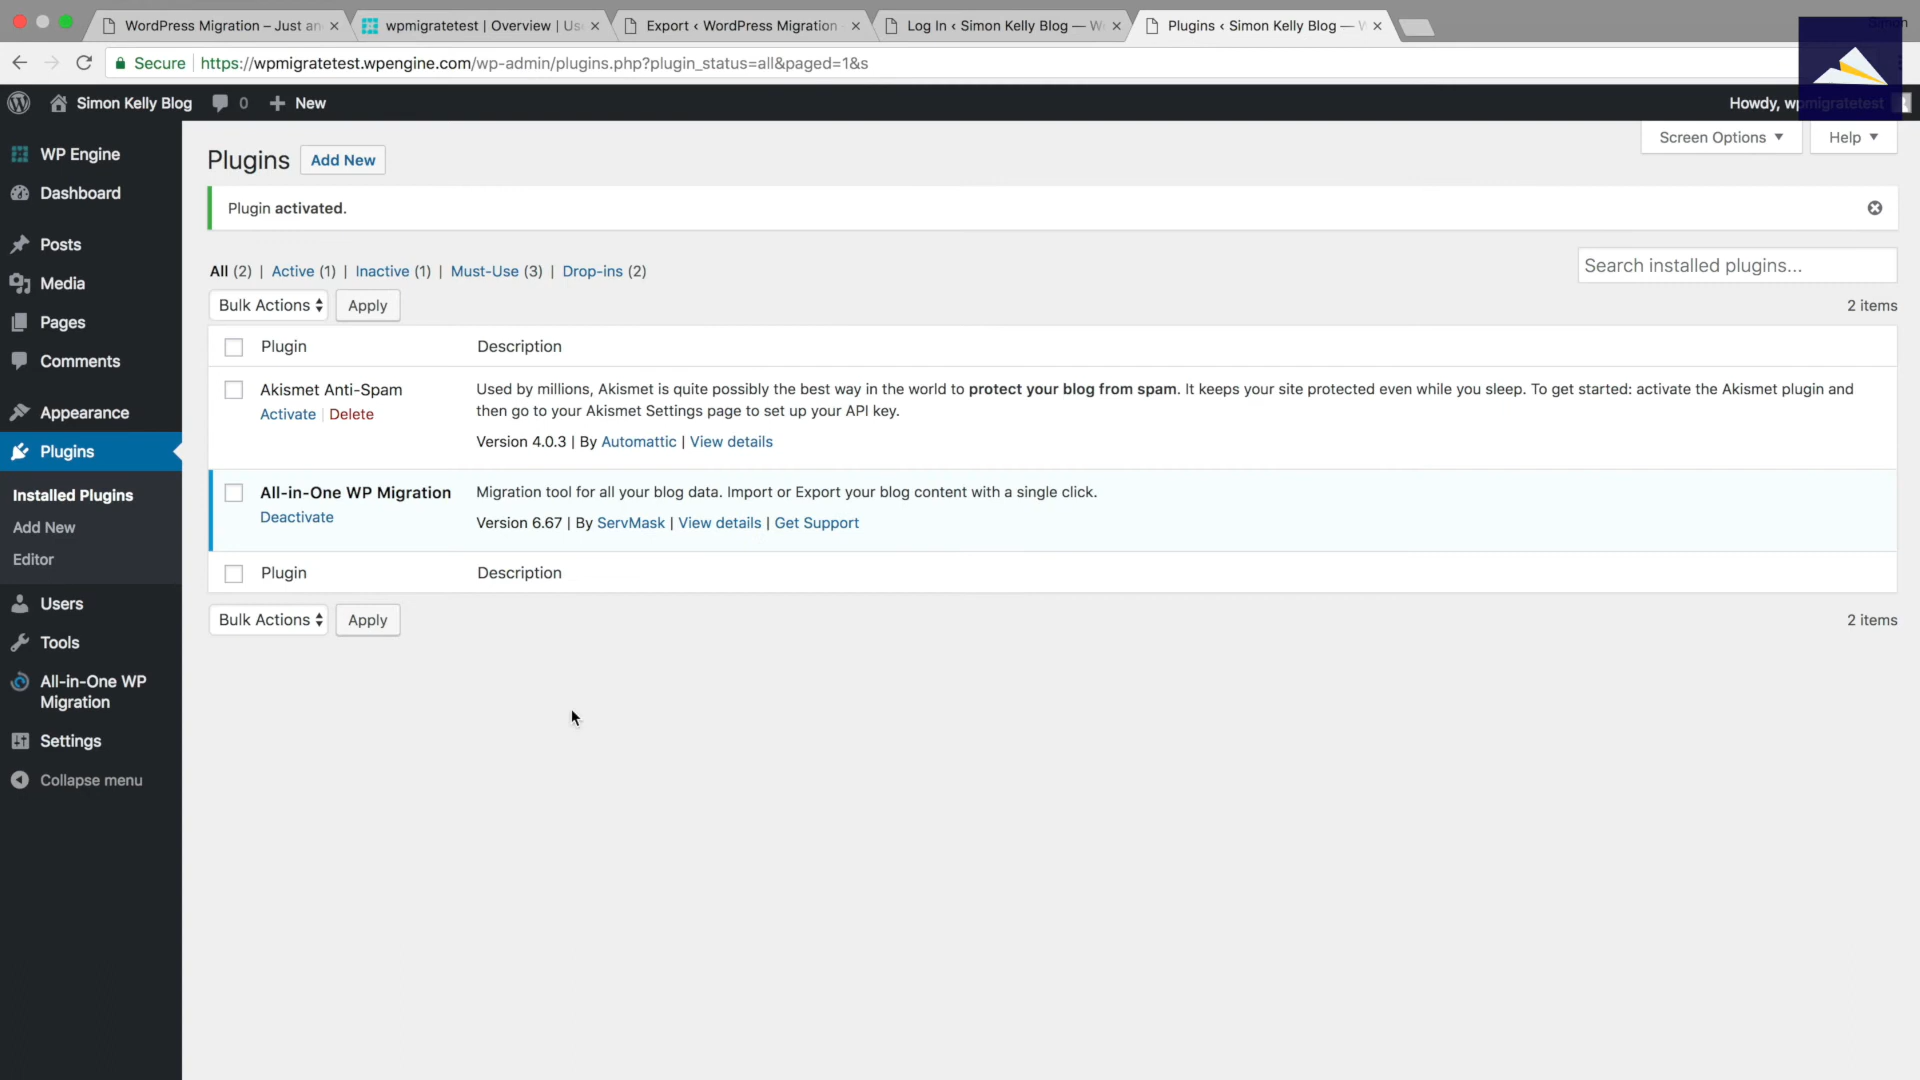 WordPress Migration – Just an
wpmigratetest | Overview | Us
Export ‹ WordPress Migration
Log In ‹ Simon Kelly Blog — W
Plugins ‹ Simon Kelly Blog — W
Secure
https://wpmigratetest.wpengine.com/wp-admin/plugins.php?plugin_status=all&paged=1&s
Simon Kelly Blog
0
New
Howdy, wpmigratetest
Screen Options
Help
WP Engine
Dashboard
Posts
Media
Pages
Comments
Appearance
Plugins
Installed Plugins
Add New
Editor
Users
Tools
All-in-One WP
Migration
Settings
Collapse menu
Plugins
Add New
Plugin activated.
All (2) | Active (1) | Inactive (1) | Must-Use (3) | Drop-ins (2)
Search installed plugins...
Bulk Actions
Apply
2 items
Plugin
Description
Akismet Anti-Spam
Activate | Delete
Used by millions, Akismet is quite possibly the best way in the world to protect your blog from spam. It keeps your site protected even while you sleep. To get started: activate the Akismet plugin and
then go to your Akismet Settings page to set up your API key.
Version 4.0.3 | By Automattic | View details
All-in-One WP Migration
Deactivate
Migration tool for all your blog data. Import or Export your blog content with a single click.
Version 6.67 | By ServMask | View details | Get Support
Plugin
Description
Bulk Actions
Apply
2 items